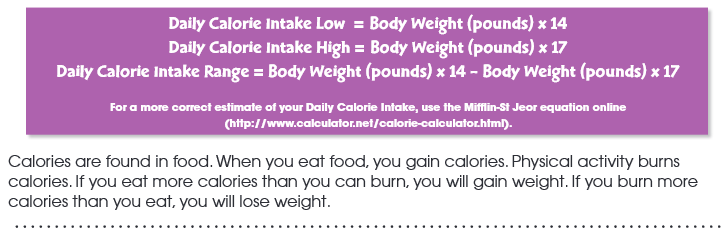 Daily Calorie Intake Low = Body Weight (pounds) x 14
Daily Calorie Intake High = Body Weight (pounds) x 17
Daily Calorie Intake Range = Body Weight (pounds) x 14 – Body Weight (pounds) x 17
For a more correct estimate of your Daily Calorie Intake, use the Mifflin-St Jeor equation online
(http://www.calculator.net/calorie-calculator.html).
Calories are found in food. When you eat food, you gain calories. Physical activity burns
calories. If you eat more calories than you can burn, you will gain weight. If you burn more
calories than you eat, you will lose weight.